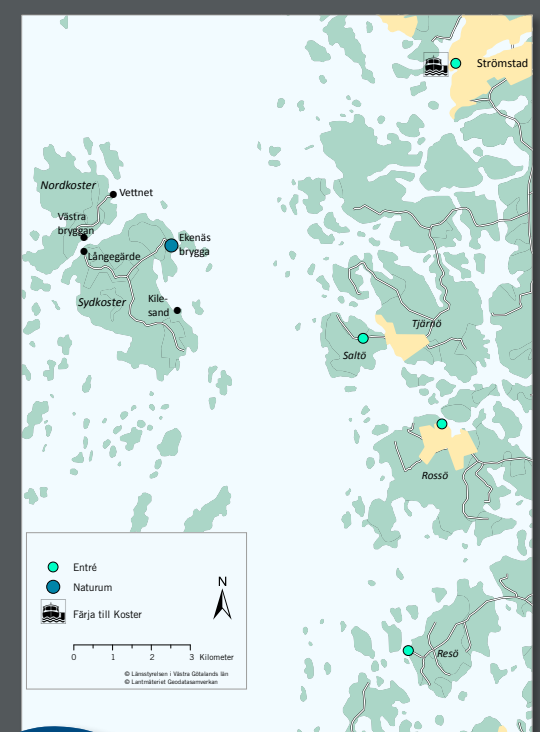 Strömstad
Nordkoster
Vettnet
Västra
bryggan
Ekenäs
brygga
Långegärde
Sydkoster
Kile-
sand
Tjärnö
Saltö
Rossö
Entré
Naturum
Färja till Koster
N
0 1 2 3 Kilometer
© Länsstyrelsen i Västra Götalands län
© Lantmäteriet Geodatasamverkan
Resö